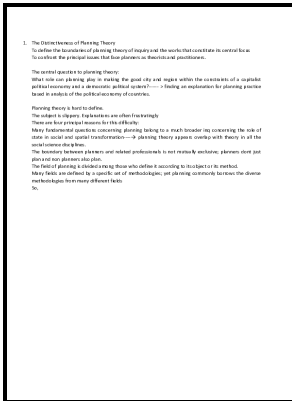 1. The Distinctiveness of Planning Theory
To define the boundaries of planning theory of inquiry and the works that constitute its central focus
To confront the principal issues that face planners as theorists and practitioners.
The central question to planning theory:
What role can planning play in making the good city and region within the constraints of a capitalist
political economy and a democratic political system?----- > finding an explanation for planning practice
based in analysis of the political economy of countries.
Planning theory is hard to define.
The subject is slippery. Explanations are often frustratingly
There are four principal reasons for this difficulty:
Many fundamental questions concerning planning belong to a much broader inq concerning the role of
state in social and spatial transformation----→ planning theory appears overlap with theory in all the
social science disciplines.
The boundary between planners and related professionals is not mutually exclusive; planners dont just
plan and non planners also plan.
The field of planning is divided among those who define it according to its object or its method.
Many fields are defined by a specific set of methodologies; yet planning commonly borrows the diverse
methodologies from many different fields
So,